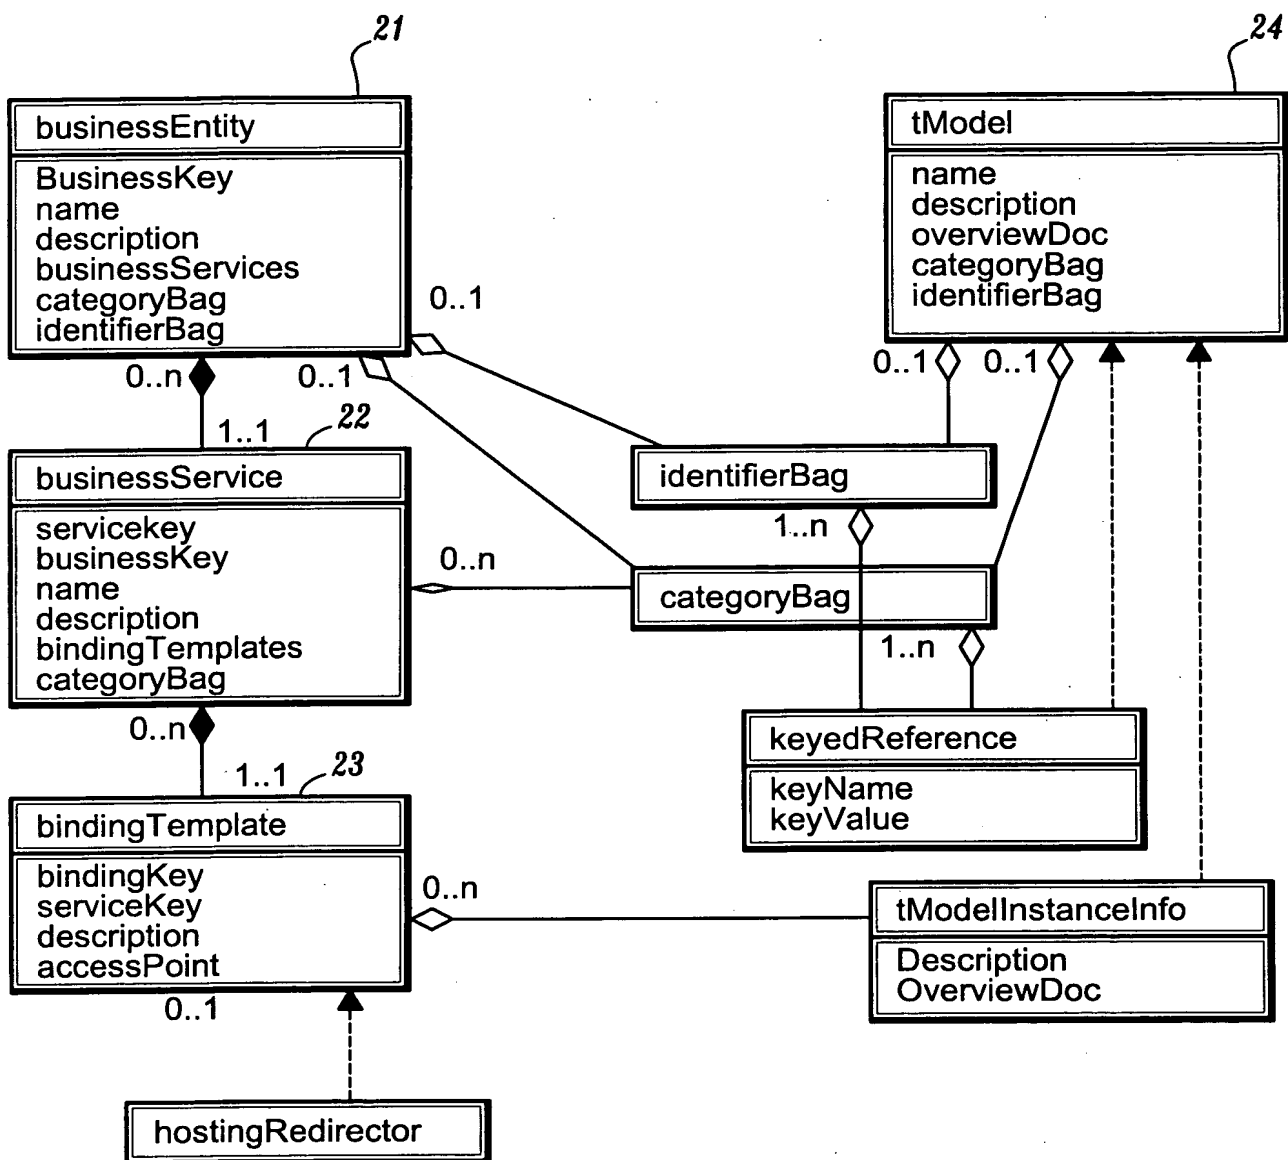 21
businessEntity
BusinessKey
name
description
businessServices
categoryBag
identifierBag
24
tModel
name
description
overviewDoc
categoryBag
identifierBag
0..1
0..n
0..1
0..1
0..1
1..1
22
businessService
servicekey
businessKey
name
description
bindingTemplates
categoryBag
0..n
identifierBag
1..n
categoryBag
1..n
0..n
1..1
23
bindingTemplate
bindingKey
serviceKey
description
accessPoint
0..n
0..1
keyedReference
keyName
keyValue
tModelInstanceInfo
Description
OverviewDoc
hostingRedirector